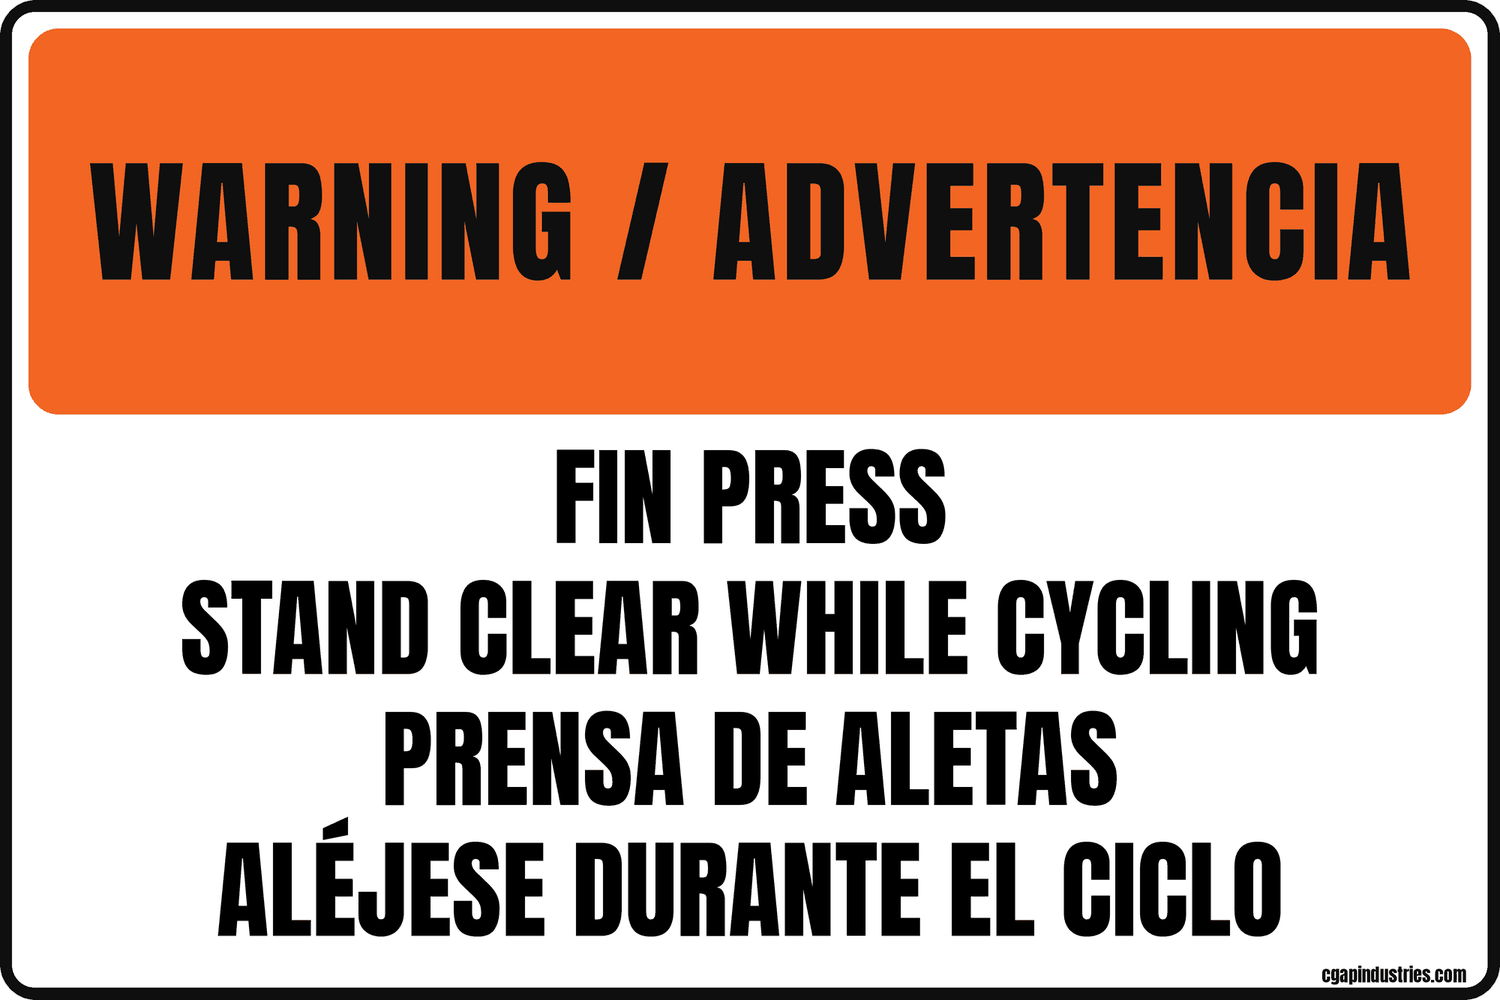 WARNING / ADVERTENCIA
FIN PRESS
STAND CLEAR WHILE CYCLING
PRENSA DE ALETAS
ALÉJESE DURANTE EL CICLO
cgapindustries.com